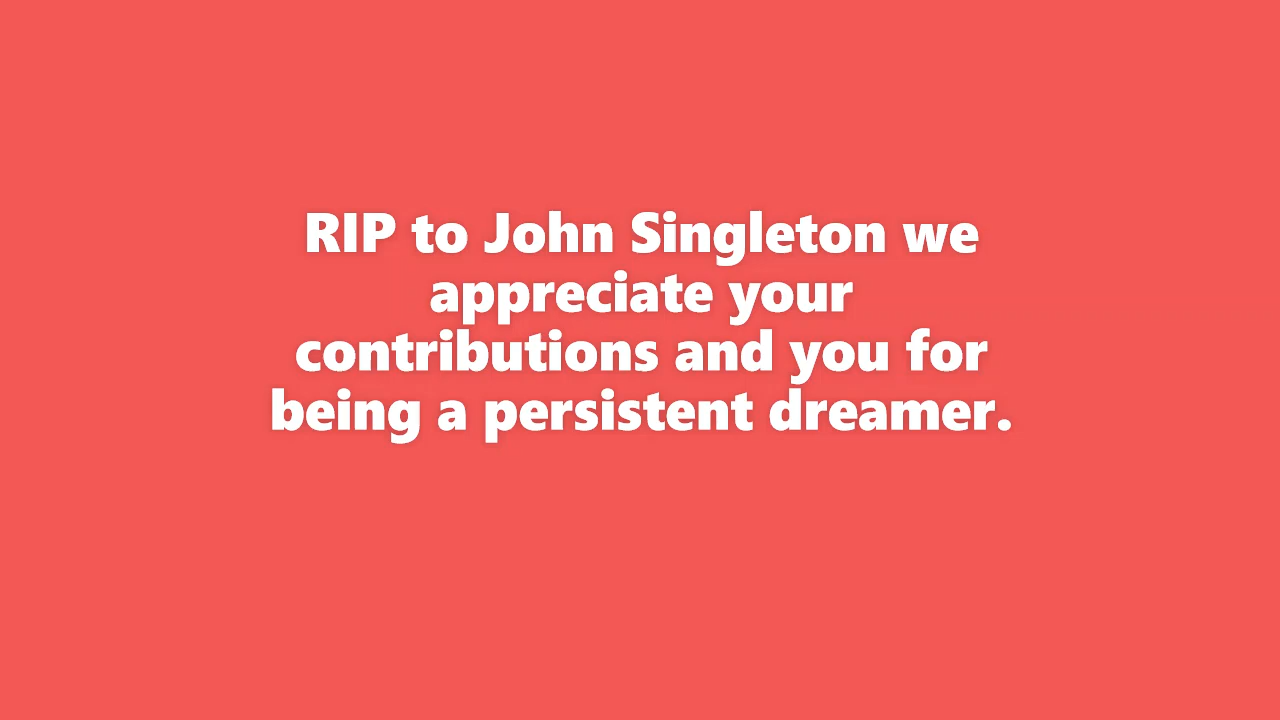 RIP to John Singleton we
appreciate your
contributions and you for
being a persistent dreamer.